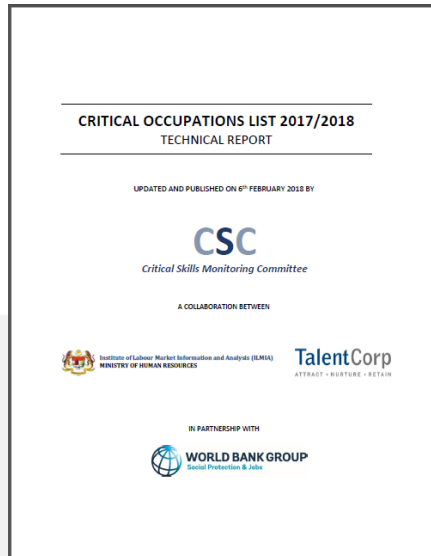 CRITICAL OCCUPATIONS LIST 2017/2018
TECHNICAL REPORT
UPDATED AND PUBLISHED ON 6th FEBRUARY 2018 BY
CSC
Critical Skills Monitoring Committee
A COLLABORATION BETWEEN
Institute of Labour Market Information and Analysis (ILMIA)
MINISTRY OF HUMAN RESOURCES
TalentCorp
ATTRACT • NURTURE • RETAIN
IN PARTNERSHIP WITH
WORLD BANK GROUP
Social Protection & Jobs